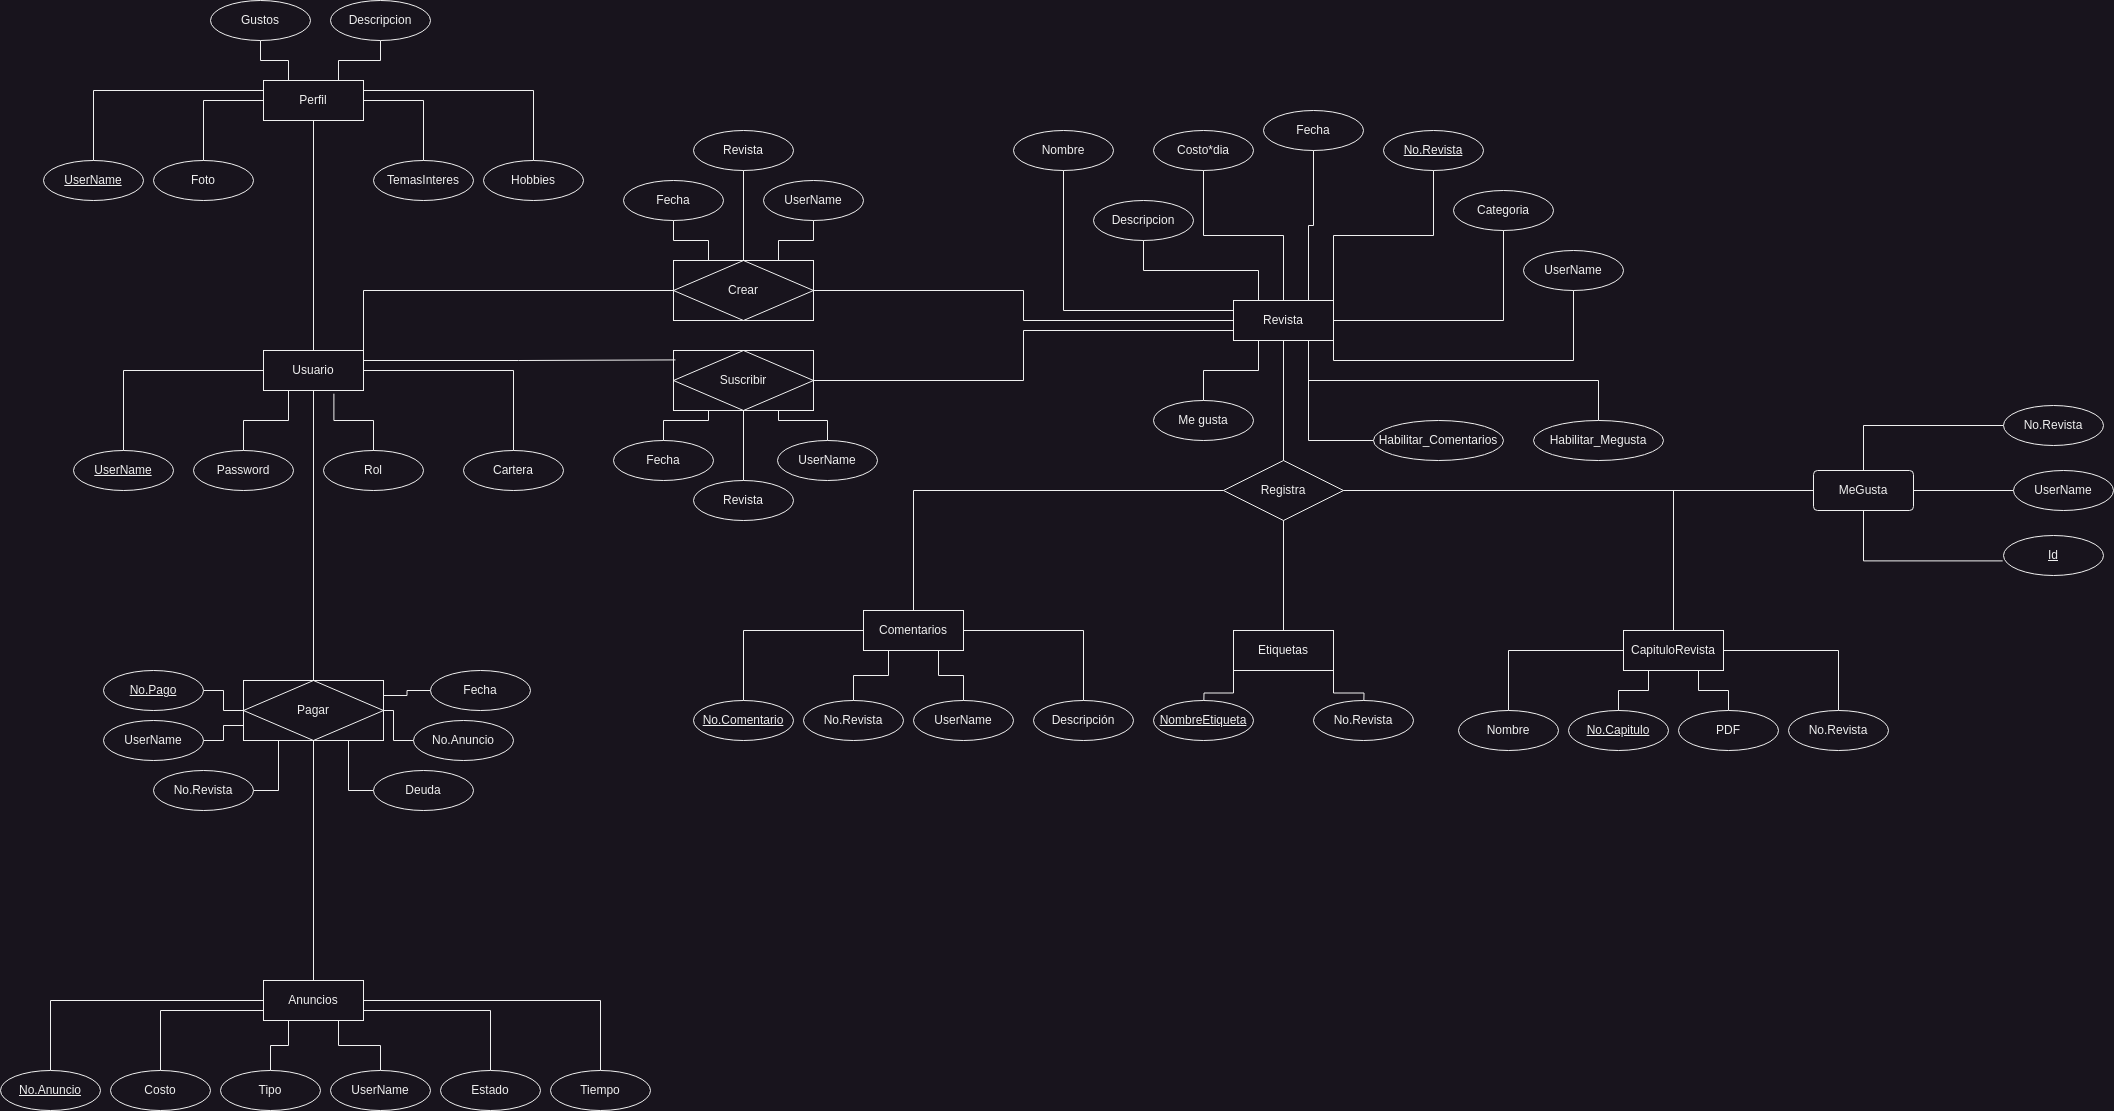 Gustos
Descripcion
Perfil
UserName
Foto
TemasInteres
Hobbies
Revista
Fecha
UserName
Crear
Nombre
Costo*dia
Fecha
No.Revista
Descripcion
Categoria
UserName
Revista
Usuario
Suscribir
UserName
Password
Rol
Cartera
Fecha
UserName
Revista
Me gusta
Habilitar_Comentarios
Habilitar_Megusta
Registra
MeGusta
No.Revista
UserName
Id
Comentarios
Etiquetas
CapituloRevista
No.Comentario
No.Revista
UserName
Descripción
NombreEtiqueta
No.Revista
Nombre
No.Capitulo
PDF
No.Revista
No.Pago
Fecha
Pagar
UserName
No.Anuncio
No.Revista
Deuda
Anuncios
No.Anuncio
Costo
Tipo
UserName
Estado
Tiempo